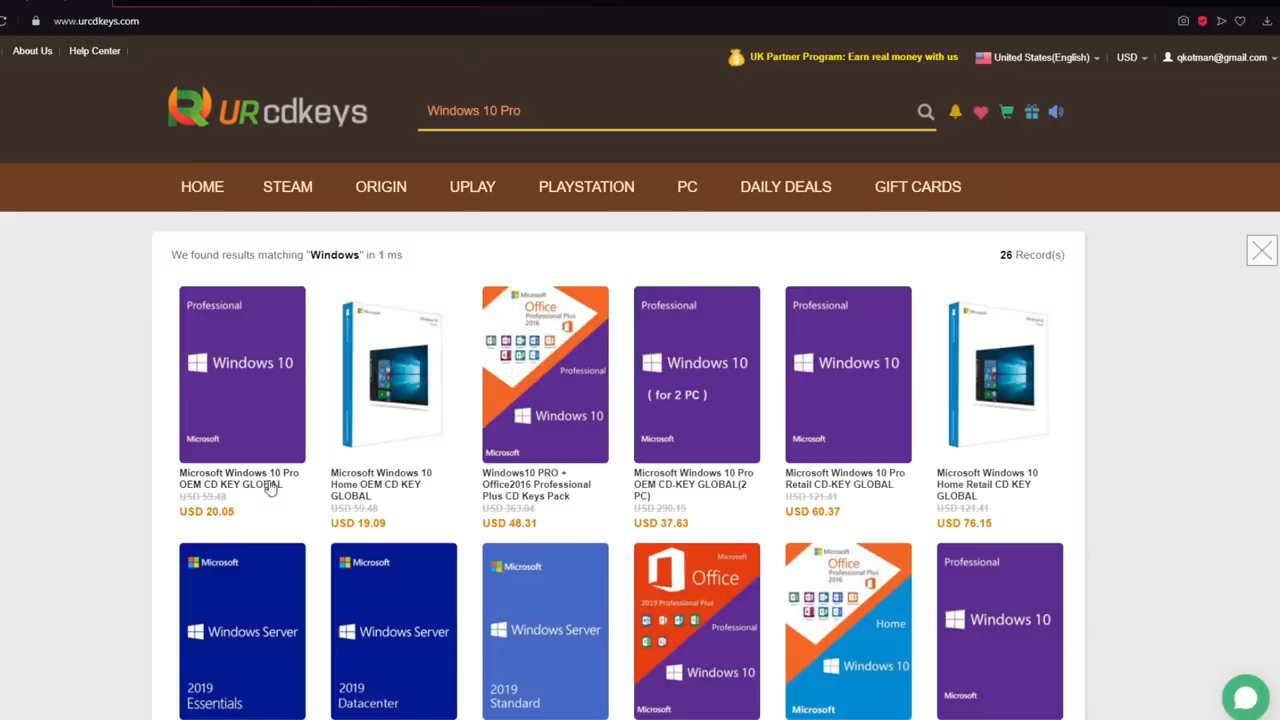 www.urcdkeys.com
About Us
Help Center
UK Partner Program: Earn real money with us
United States(English)
USD
qkotman@gmail.com
URcdkeys
Windows 10 Pro
HOME
STEAM
ORIGIN
UPLAY
PLAYSTATION
PC
DAILY DEALS
GIFT CARDS
We found results matching "Windows" in 1 ms
26 Record(s)
Professional
Windows 10
Microsoft
Microsoft Windows 10 Pro
OEM CD KEY GLOBAL
USD 59.48
USD 20.05
Microsoft Windows 10
Home OEM CD KEY
GLOBAL
USD 59.48
USD 19.09
Microsoft
Office
Professional Plus
2016
Professional
Windows 10
Microsoft
Windows10 PRO +
Office2016 Professional
Plus CD Keys Pack
USD 363.04
USD 48.31
Professional
Windows 10
( for 2 PC )
Microsoft
Microsoft Windows 10 Pro
OEM CD-KEY GLOBAL(2
PC)
USD 290.19
USD 37.63
Professional
Windows 10
Microsoft
Microsoft Windows 10 Pro
Retail CD-KEY GLOBAL
USD 121.41
USD 60.37
Microsoft Windows 10
Home Retail CD KEY
GLOBAL
USD 121.41
USD 76.15
Microsoft
Windows Server
2019
Essentials
Microsoft
Windows Server
2019
Datacenter
Microsoft
Windows Server
2019
Standard
Microsoft
Office
2019 Professional Plus
Professional
Windows 10
Microsoft
Microsoft
Office
Professional Plus
2016
Home
Windows 10
Microsoft
Professional
Windows 10
Microsoft